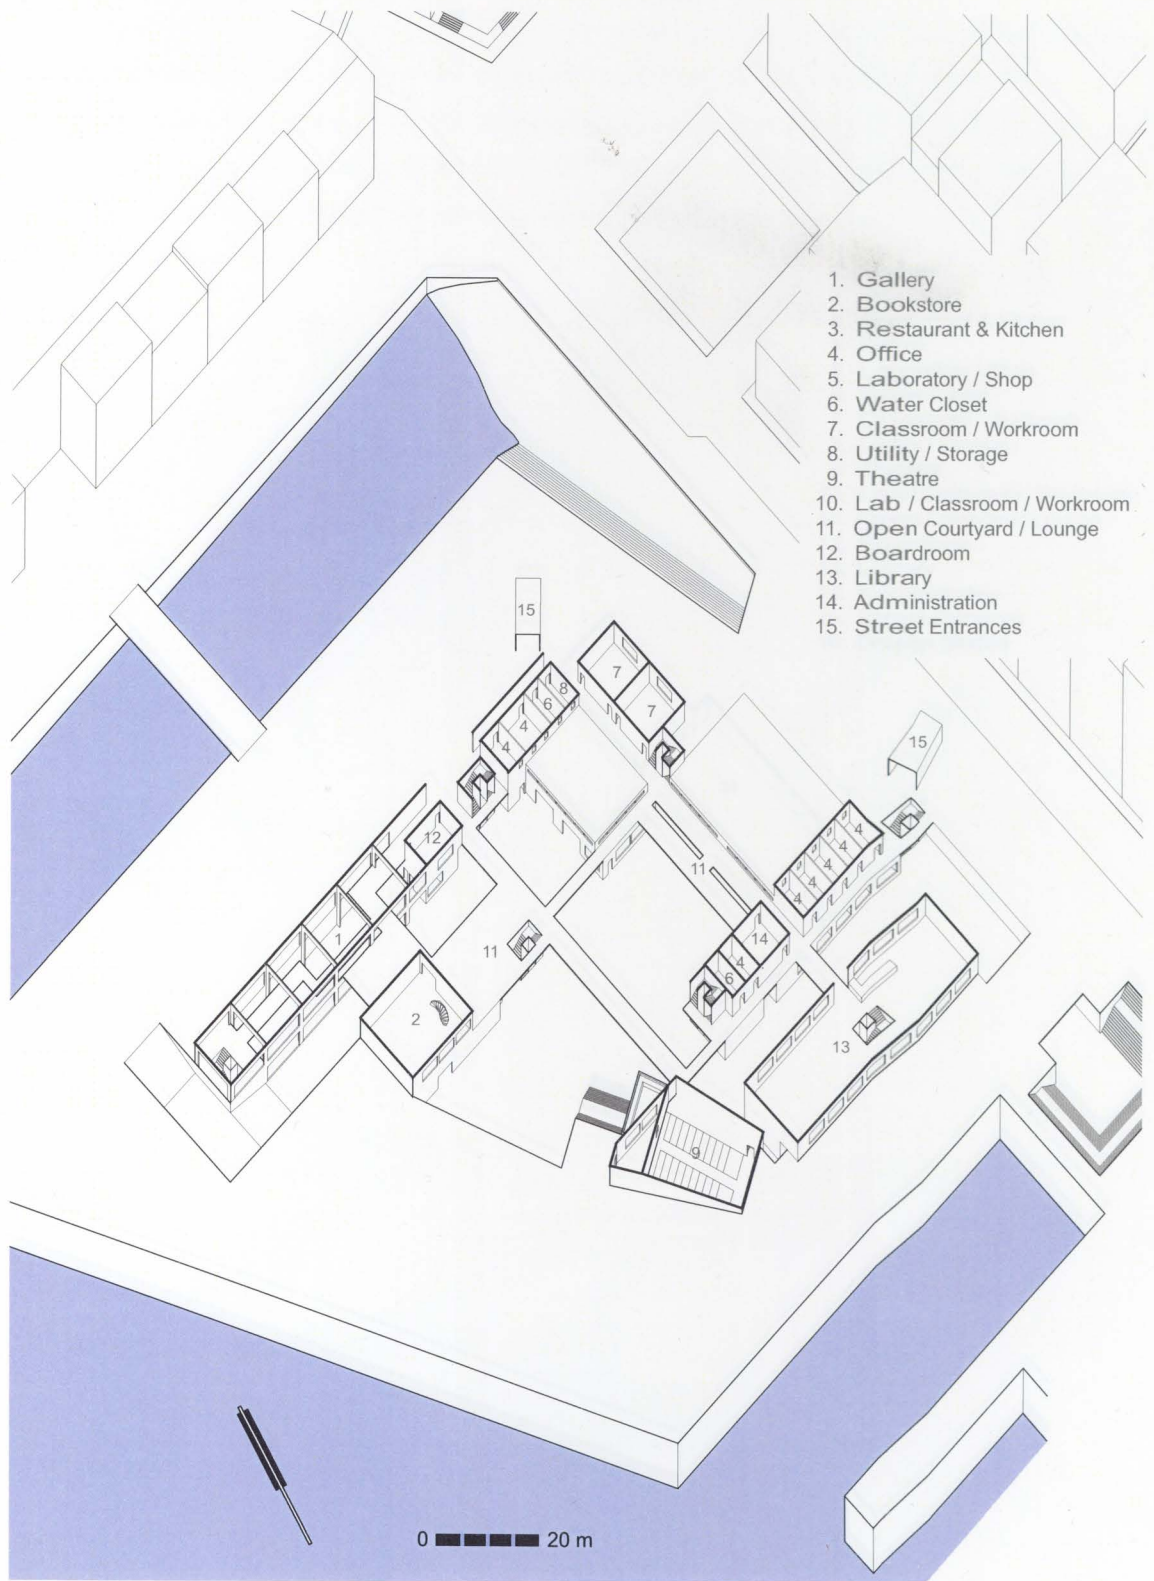 1. Gallery
2. Bookstore
3. Restaurant & Kitchen
4. Office
5. Laboratory / Shop
6. Water Closet
7. Classroom / Workroom
8. Utility / Storage
9. Theatre
10. Lab / Classroom / Workroom
11. Open Courtyard / Lounge
12. Boardroom
13. Library
14. Administration
15. Street Entrances
15
7
8
6
7
4
4
15
12
4
4
4
4
4
11
1
11
14
4
6
2
13
9
0 20 m